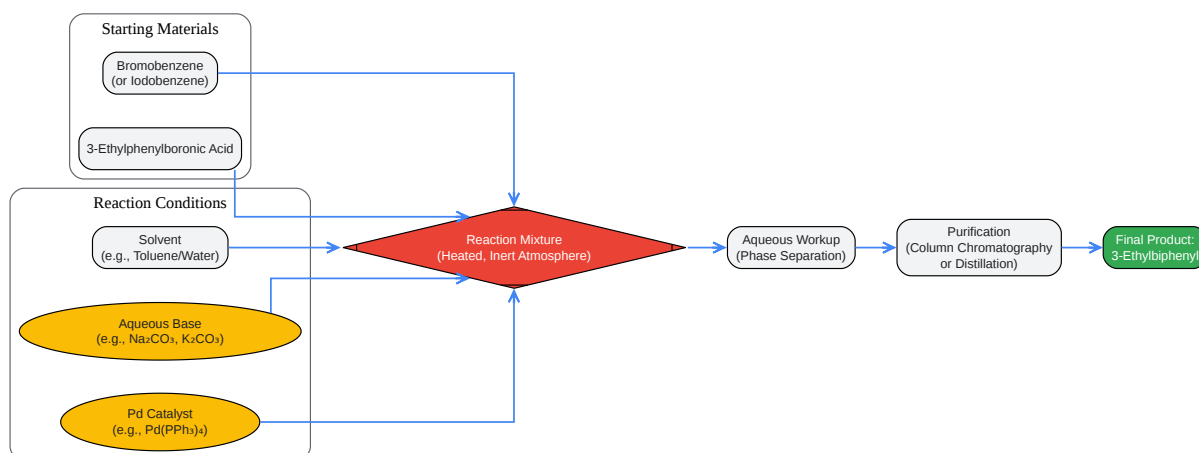 Starting Materials
Bromobenzene
(or Iodobenzene)
3-Ethylphenylboronic Acid
Reaction Conditions
Solvent
(e.g., Toluene/Water)
Aqueous Base
(e.g., Na₂CO₃, K₂CO₃)
Pd Catalyst
(e.g., Pd(PPh₃)₄)
Reaction Mixture
(Heated, Inert Atmosphere)
Aqueous Workup
(Phase Separation)
Purification
(Column Chromatography
or Distillation)
Final Product:
3-Ethylbiphenyl